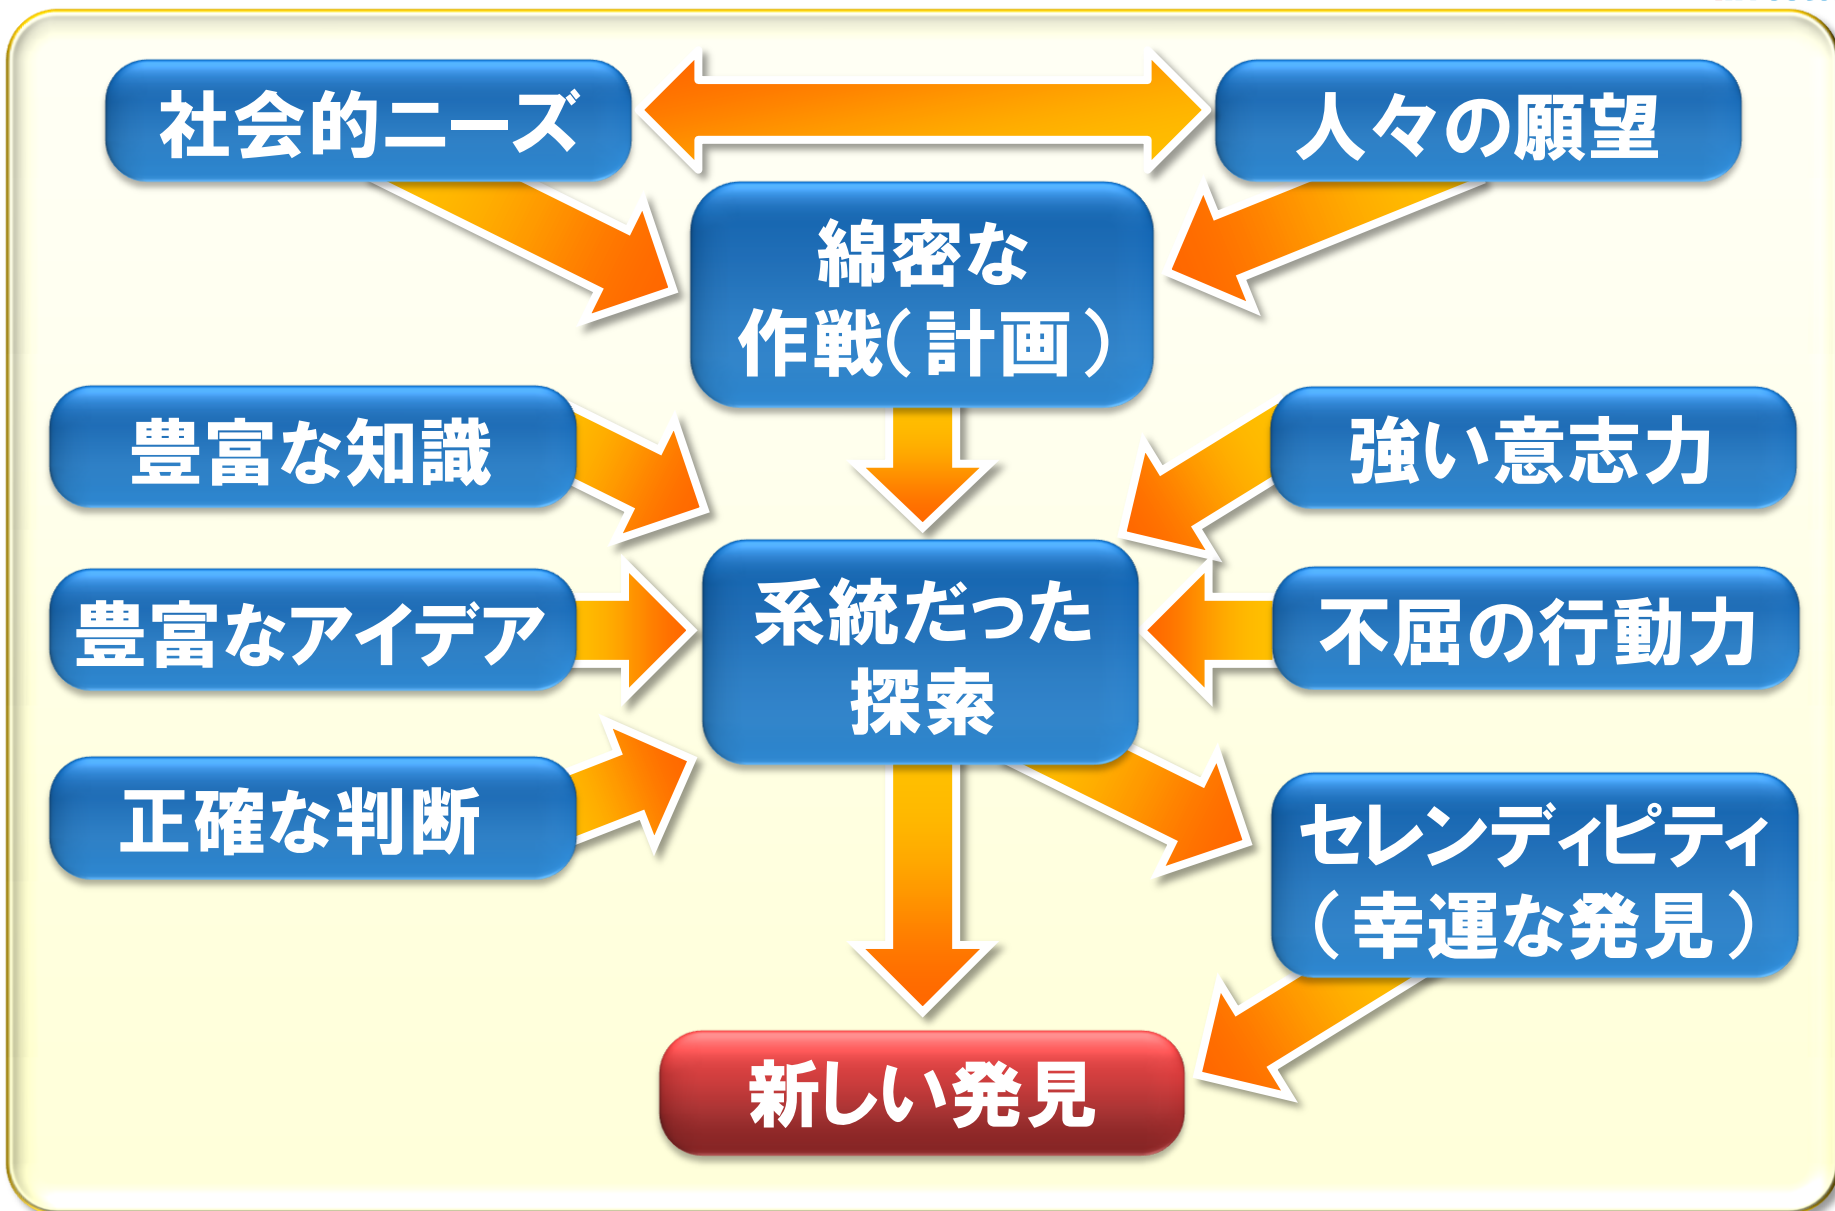 社会的ニーズ
人々の願望
綿密な
作戦（計画）
豊富な知識
強い意志力
豊富なアイデア
系統だった
探索
不屈の行動力
正確な判断
セレンディピティ
（幸運な発見）
新しい発見